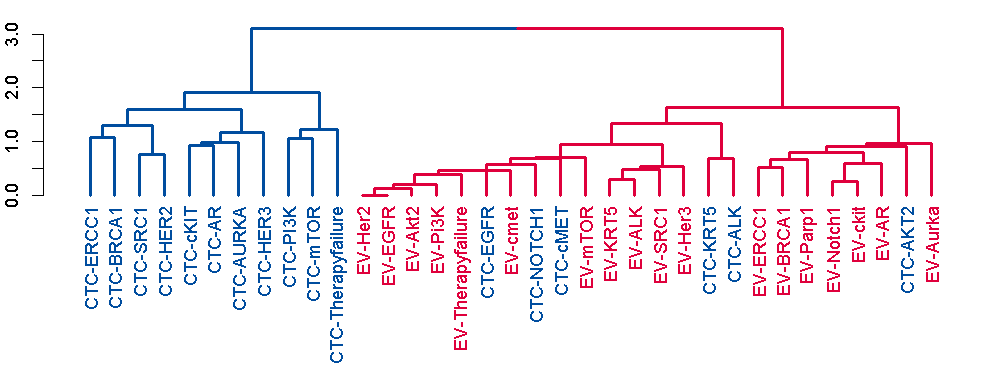 3.0
2.0
1.0
0.0
CTC-ERCC1
CTC-BRCA1
CTC-SRC1
CTC-HER2
CTC-cKIT
CTC-AR
CTC-AURKA
CTC-HER3
CTC-PI3K
CTC-mTOR
CTC-Therapyfailure
EV-Her2
EV-EGFR
EV-Akt2
EV-Pi3K
EV-Therapyfailure
CTC-EGFR
EV-cmet
CTC-NOTCH1
CTC-cMET
EV-mTOR
EV-KRT5
EV-ALK
EV-SRC1
EV-Her3
CTC-KRT5
CTC-ALK
EV-ERCC1
EV-BRCA1
EV-Parp1
EV-Notch1
EV-ckit
EV-AR
CTC-AKT2
EV-Aurka